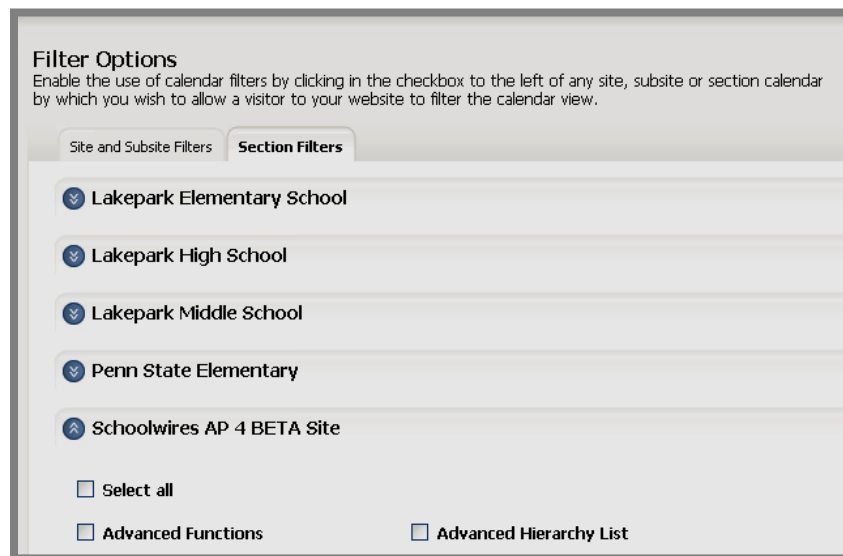 Filter Options
Enable the use of calendar filters by clicking in the checkbox to the left of any site, subsite or section calendar
by which you wish to allow a visitor to your website to filter the calendar view.
Site and Subsite Filters Section Filters
Lakepark Elementary School
Lakepark High School
Lakepark Middle School
Penn State Elementary
Schoolwires AP 4 BETA Site
Select all
Advanced Functions Advanced Hierarchy List